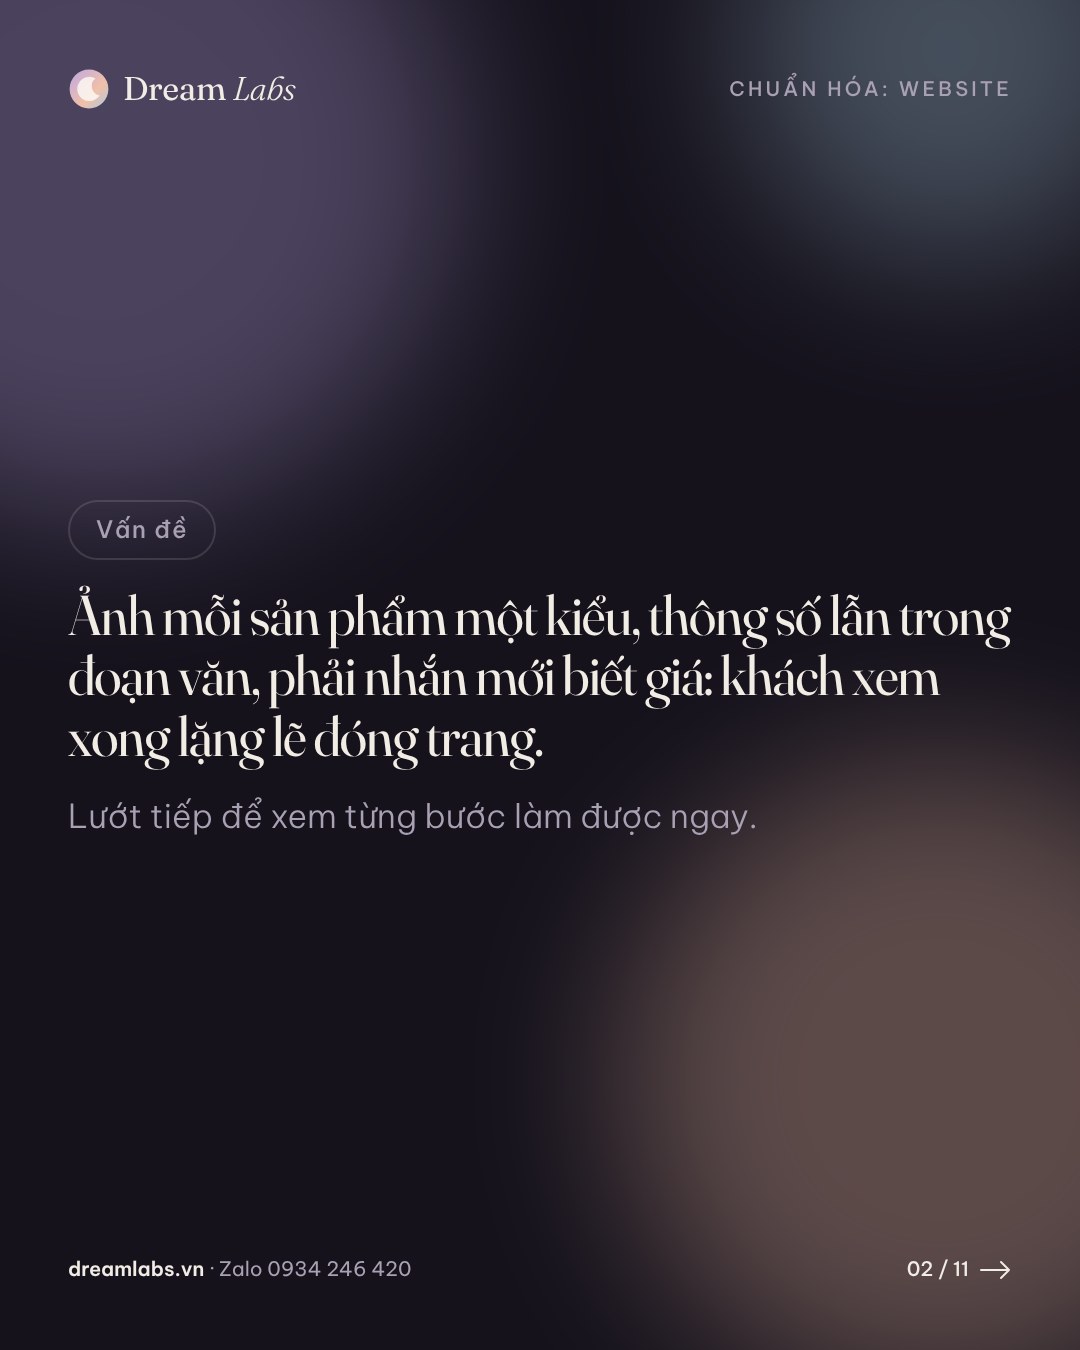 Dream Labs
CHUẨN HÓA: WEBSITE
Vấn đề
Ảnh mỗi sản phẩm một kiểu, thông số lẫn trong
đoạn văn, phải nhắn mới biết giá: khách xem
xong lặng lẽ đóng trang.
Lướt tiếp để xem từng bước làm được ngay.
dreamlabs.vn · Zalo 0934 246 420
02 / 11 →